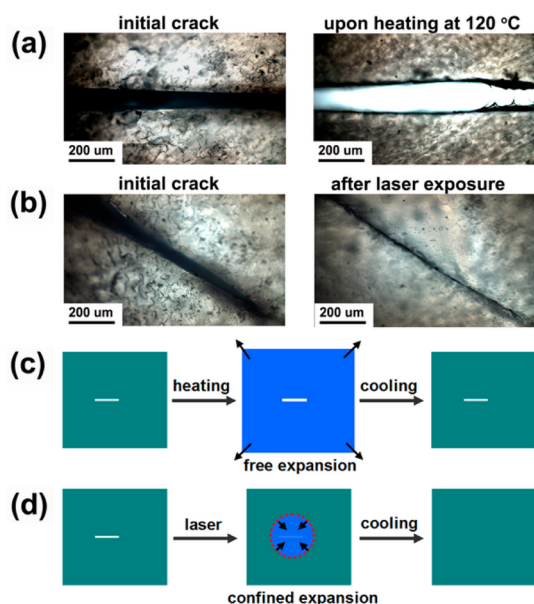 (a)
initial crack
upon heating at 120 °C
200 um
200 um
(b)
initial crack
after laser exposure
200 um
200 um
(c)
heating
cooling
free expansion
(d)
laser
cooling
confined expansion